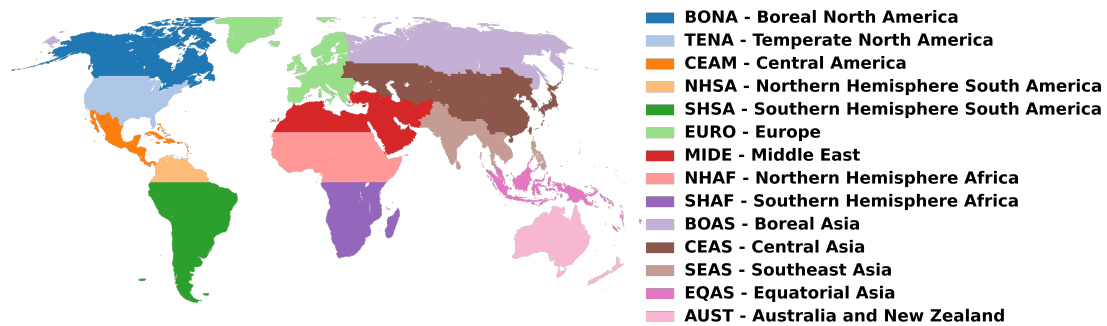 BONA - Boreal North America
TENA - Temperate North America
CEAM - Central America
NHSA - Northern Hemisphere South America
SHSA - Southern Hemisphere South America
EURO - Europe
MIDE - Middle East
NHAF - Northern Hemisphere Africa
SHAF - Southern Hemisphere Africa
BOAS - Boreal Asia
CEAS - Central Asia
SEAS - Southeast Asia
EQAS - Equatorial Asia
AUST - Australia and New Zealand